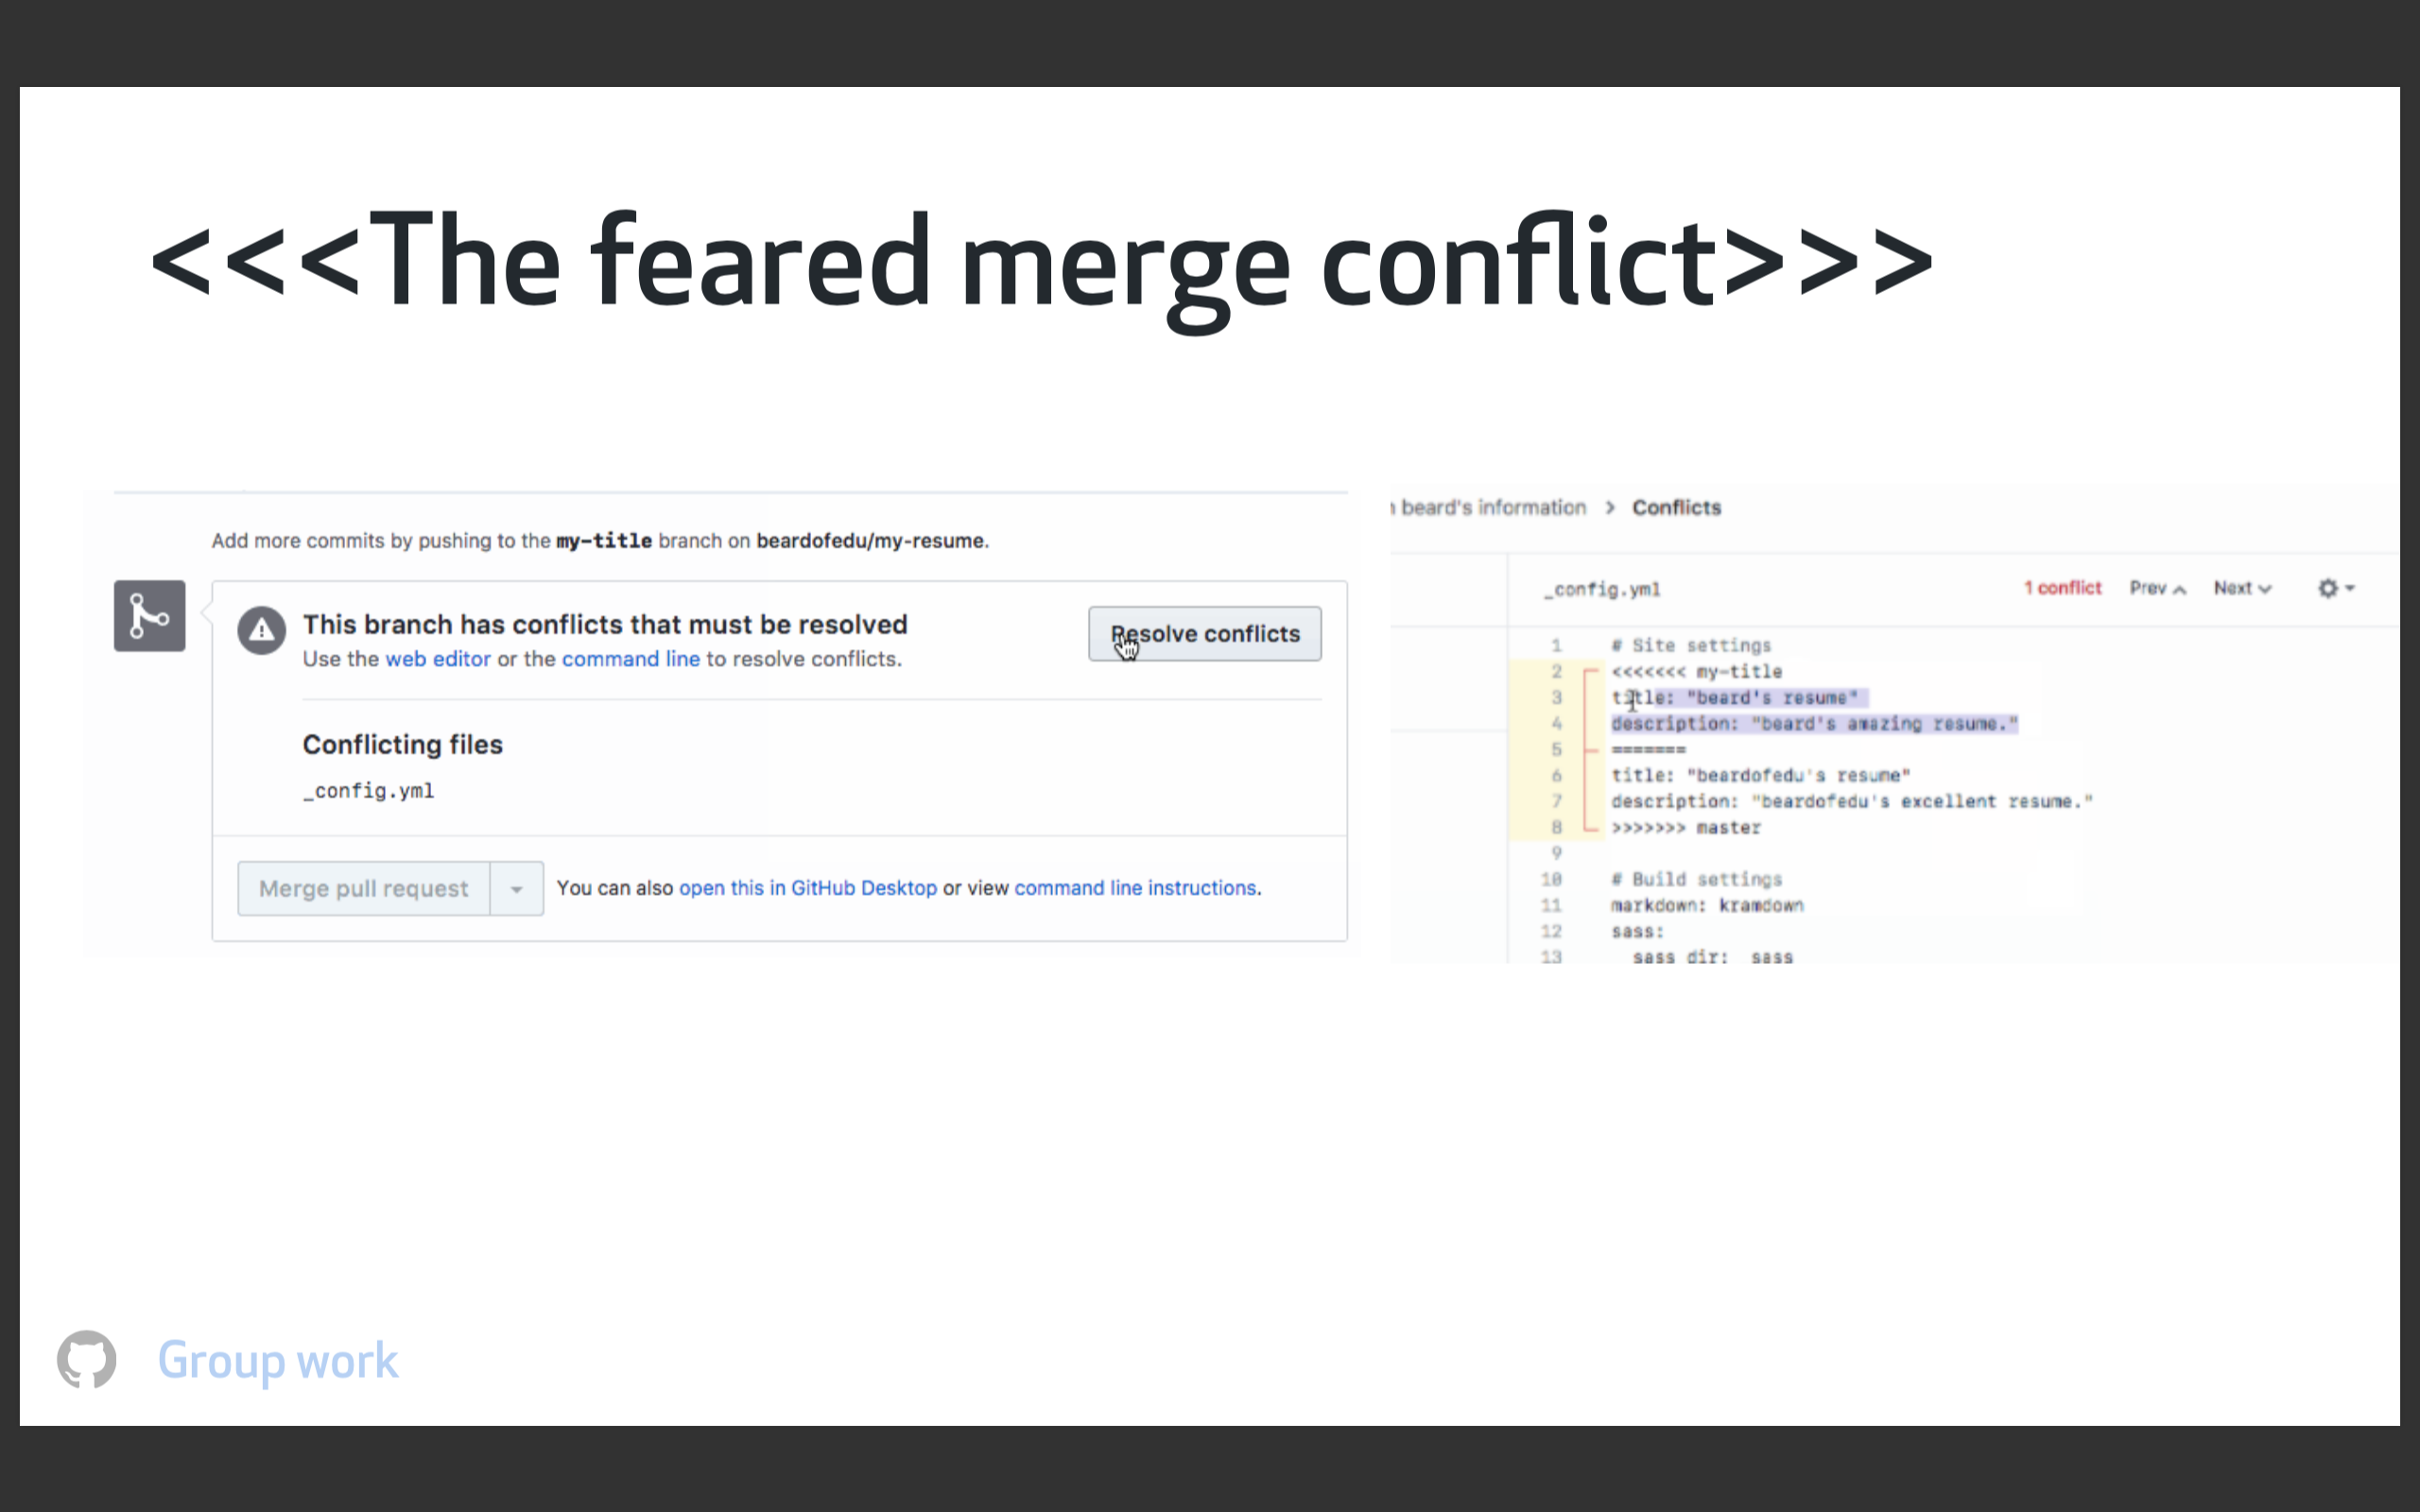 <<<The feared merge conflict>>>
Add more commits by pushing to the my-title branch on beardofedu/my-resume.
This branch has conflicts that must be resolved
Resolve conflicts
Use the web editor or the command line to resolve conflicts.
Conflicting files
_config.yml
Merge pull request
You can also open this in GitHub Desktop or view command line instructions.
beard's information > Conflicts
_config.yml 1 conflict Prev Next
1 # Site settings
2 <<<<<<< my-title
3 title: "beard's resume"
4 description: "beard's amazing resume."
5 =======
6 title: "beardofedu's resume"
7 description: "beardofedu's excellent resume."
8 >>>>>>> master
9
10 # Build settings
11 markdown: kramdown
12 sass:
13 sass_dir: _sass
Group work